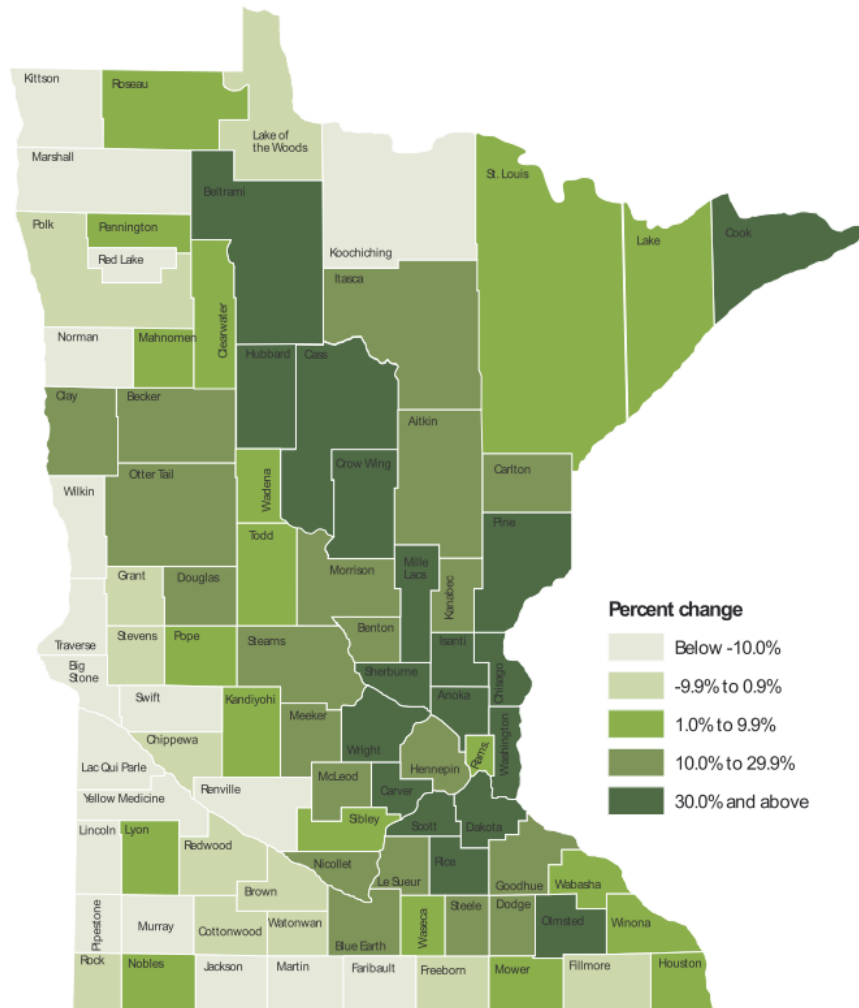 Kittson
Roseau
Lake of
the Woods
Marshall
St. Louis
Beltrami
Polk
Pennington
Koochiching
Lake
Cook
Red Lake
Itasca
Clearwater
Norman
Mahnomen
Hubbard
Cass
Clay
Becker
Aitkin
Crow Wing
Otter Tail
Wadena
Carlton
Wilkin
Pine
Todd
Mille
Lacs
Morrison
Grant
Douglas
Kanabec
Percent change
Below -10.0%
-9.9% to 0.9%
1.0% to 9.9%
10.0% to 29.9%
30.0% and above
Benton
Isanti
Stevens
Pope
Stearns
Traverse
Big
Stone
Sherburne
Chisago
Anoka
Swift
Kandiyohi
Meeker
Washington
Chippewa
Wright
Rams.
Hennepin
Lac Qui Parle
McLeod
Renville
Carver
Yellow Medicine
Sibley
Scott
Dakota
Lincoln
Lyon
Redwood
Nicollet
Rice
Le Sueur
Goodhue
Wabasha
Brown
Pipestone
Murray
Cottonwood
Watonwan
Blue Earth
Waseca
Steele
Dodge
Olmsted
Winona
Rock
Nobles
Jackson
Martin
Faribault
Freeborn
Mower
Fillmore
Houston